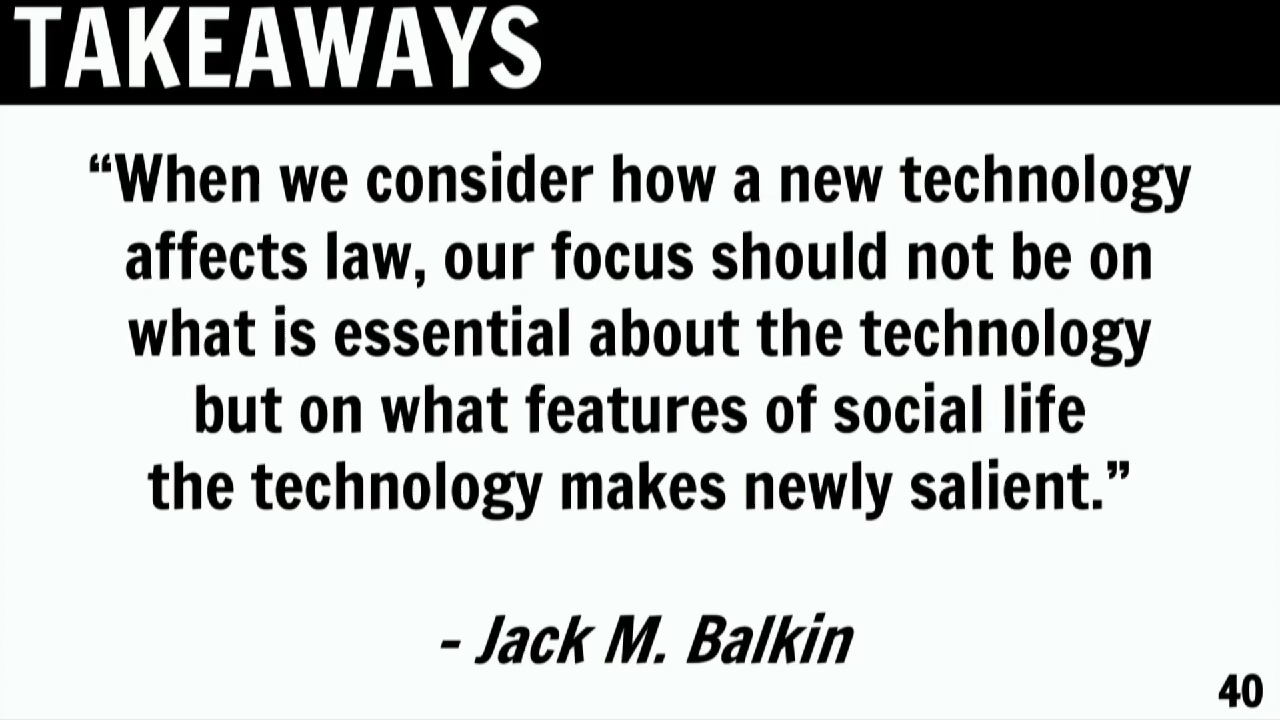 TAKEAWAYS
“When we consider how a new technology
affects law, our focus should not be on
what is essential about the technology
but on what features of social life
the technology makes newly salient.”
- Jack M. Balkin
40